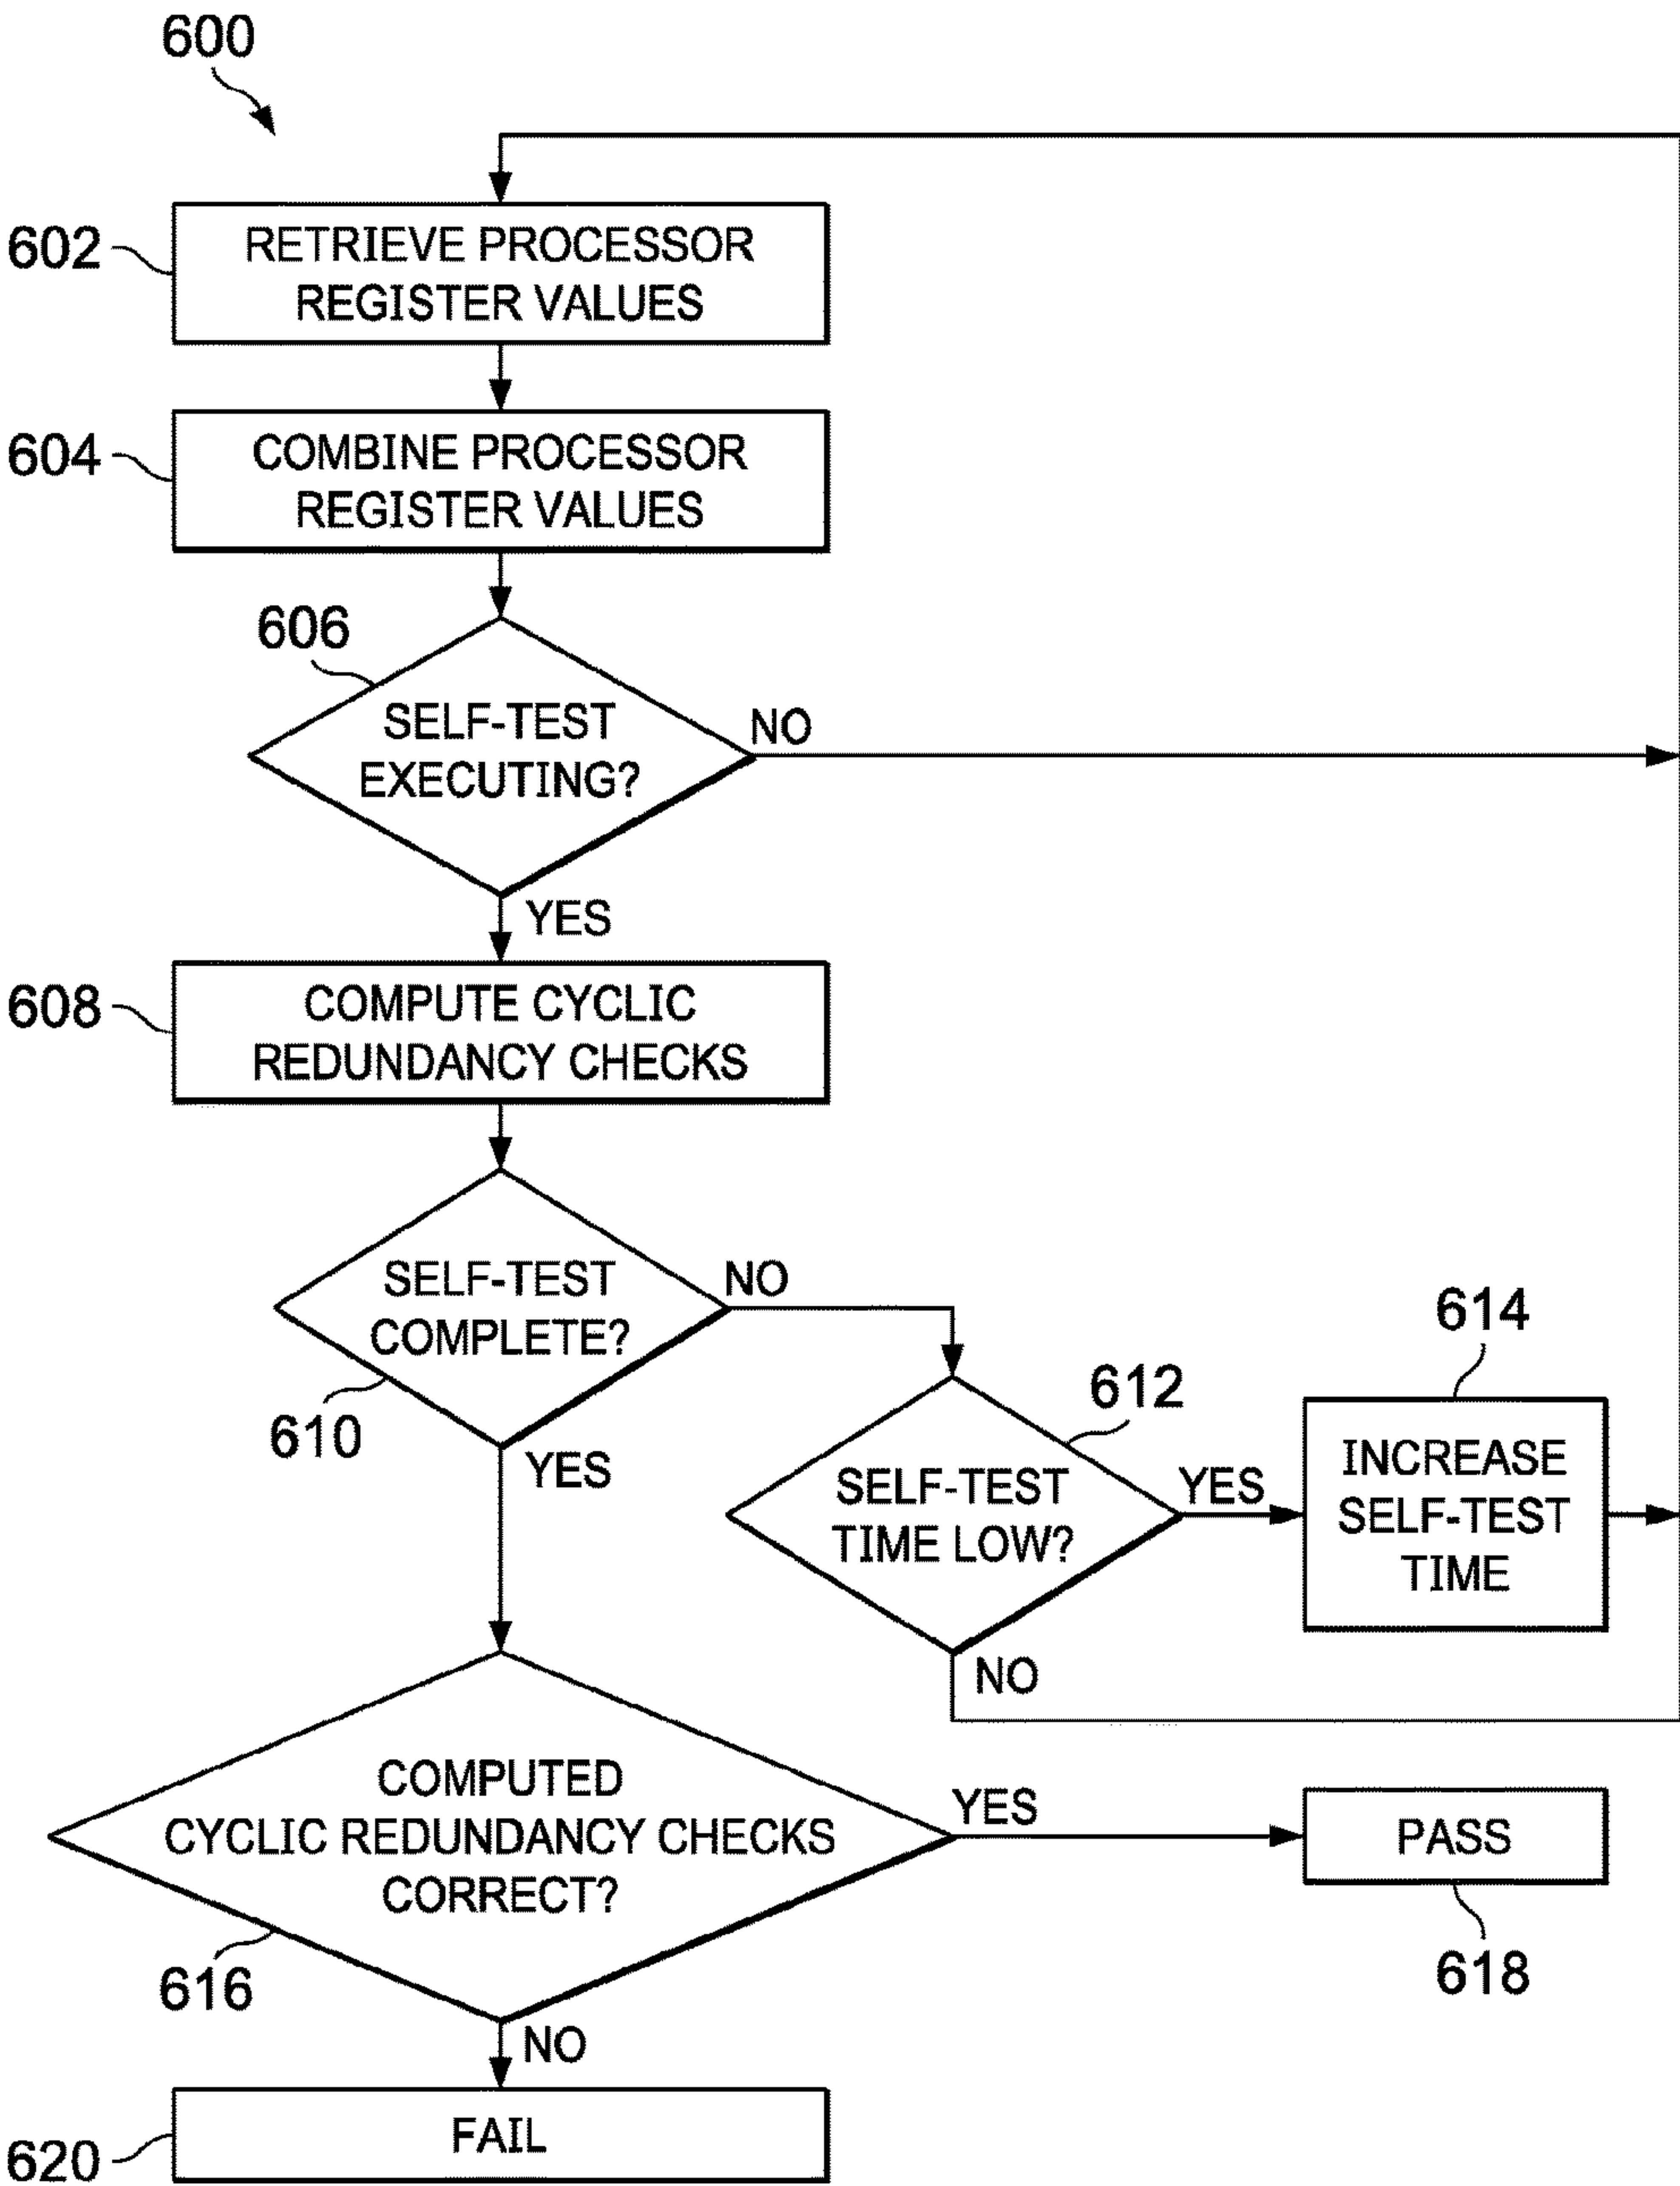 600
602
RETRIEVE PROCESSOR
REGISTER VALUES
604
COMBINE PROCESSOR
REGISTER VALUES
606
SELF-TEST
EXECUTING?
NO
YES
608
COMPUTE CYCLIC
REDUNDANCY CHECKS
SELF-TEST
COMPLETE?
NO
610
YES
612
SELF-TEST
TIME LOW?
YES
NO
614
INCREASE
SELF-TEST
TIME
COMPUTED
CYCLIC REDUNDANCY CHECKS
CORRECT?
YES
616
NO
PASS
618
FAIL
620